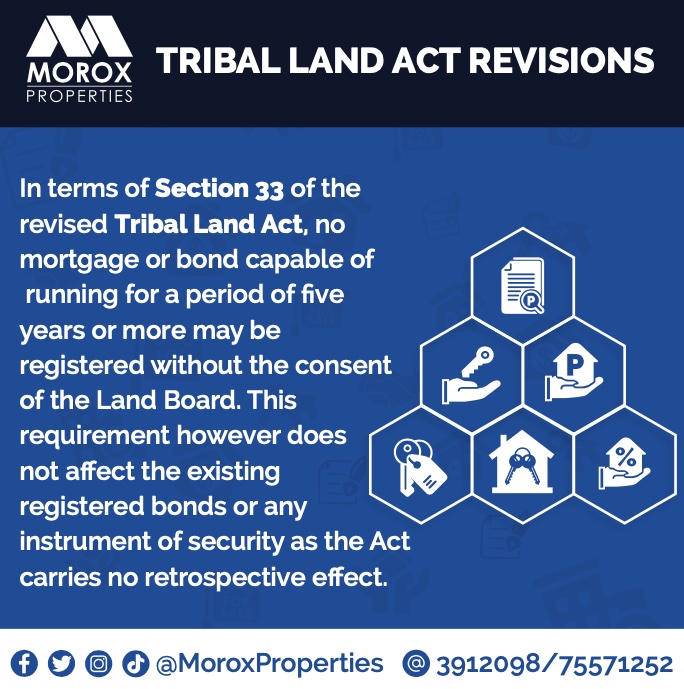 MOROX
PROPERTIES
TRIBAL LAND ACT REVISIONS
In terms of Section 33 of the
revised Tribal Land Act, no
mortgage or bond capable of
running for a period of five
years or more may be
registered without the consent
of the Land Board. This
requirement however does
not affect the existing
registered bonds or any
instrument of security as the Act
carries no retrospective effect.
P
P
%
@MoroxProperties
@ 3912098/75571252